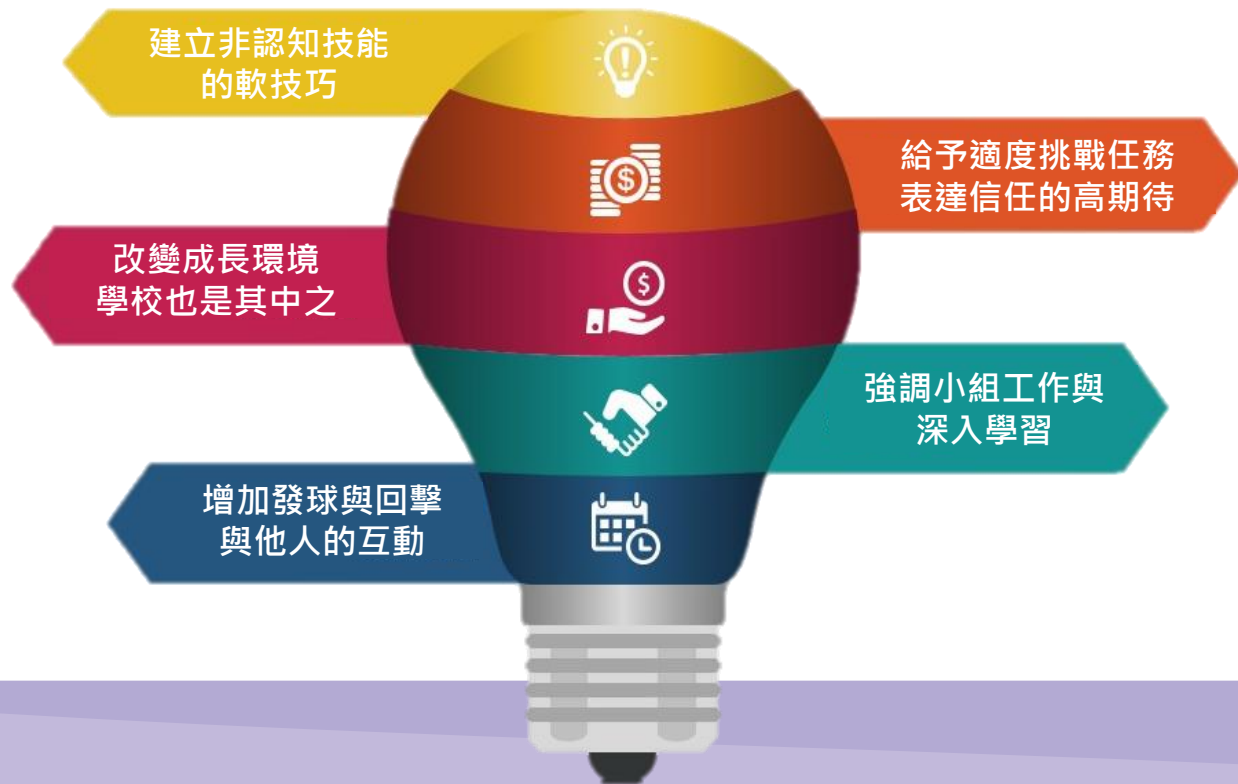 建立非認知技能
的軟技巧
給予適度挑戰任務
表達信任的高期待
改變成長環境
學校也是其中之
強調小組工作與
深入學習
增加發球與回擊
與他人的互動